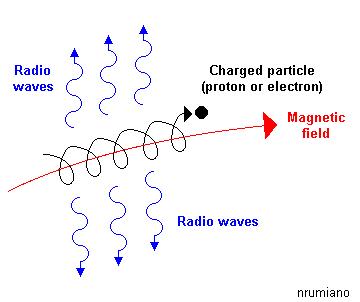 Radio
waves
Charged particle
(proton or electron)
Magnetic
field
Radio waves
nrumiano